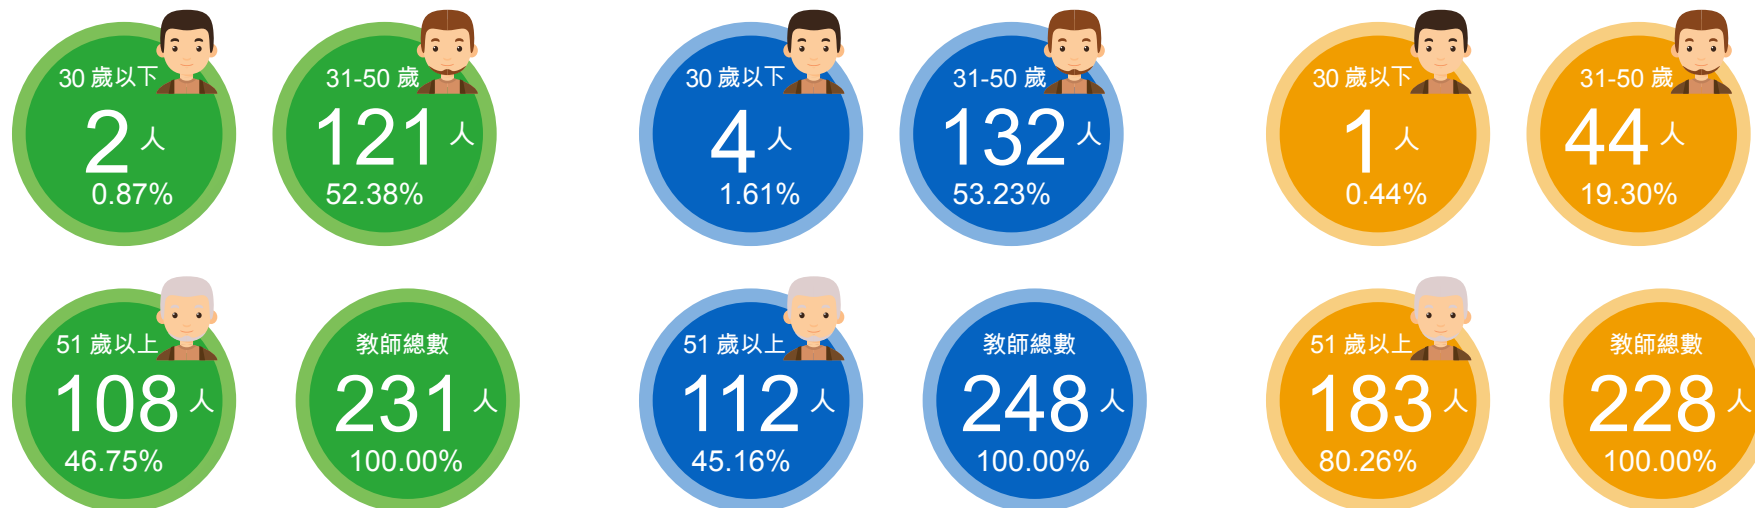 30 歲以下
2 人
0.87%
31-50 歲
121 人
52.38%
51 歲以上
108 人
46.75%
教師總數
231 人
100.00%
30 歲以下
4 人
1.61%
31-50 歲
132 人
53.23%
51 歲以上
112 人
45.16%
教師總數
248 人
100.00%
30 歲以下
1 人
0.44%
31-50 歲
44 人
19.30%
51 歲以上
183 人
80.26%
教師總數
228 人
100.00%